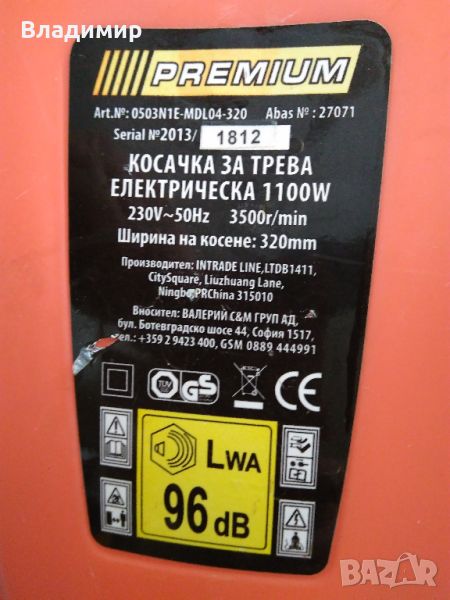 Владимир
PREMIUM
Art.№: 0503N1E-MDL04-320 Abas №: 27071
Serial №2013/ 1812
КОСАЧКА ЗА ТРЕВА
ЕЛЕКТРИЧЕСКА 1100W
230V~50Hz 3500r/min
Ширина на косене: 320mm
Производител: INTRADE LINE,LTDB1411,
CitySquare, Liuzhuang Lane,
Ningbo,PRChina 315010
Вносител: ВАЛЕРИЙ С&М ГРУП АД,
бул. Ботевградско шосе 44, София 1517,
тел.: +359 2 9423 400, GSM 0889 444991
TÜV GS CE
LWA
96 dB
BAZAR